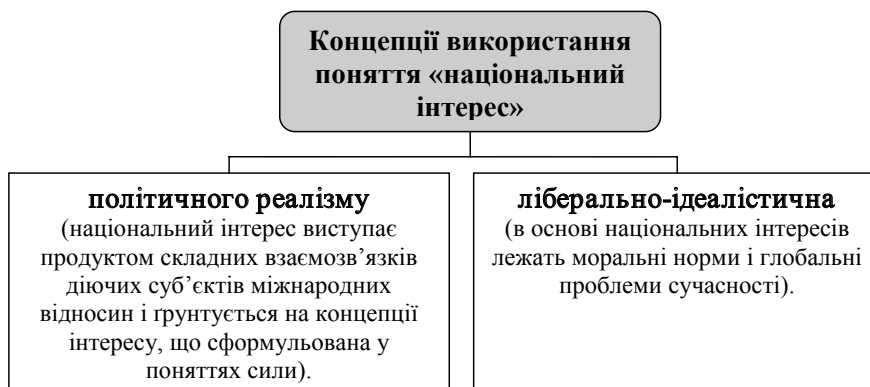 Концепції використання
поняття «національний
інтерес»
політичного реалізму
(національний інтерес виступає
продуктом складних взаємозв’язків
діючих суб’єктів міжнародних
відносин і ґрунтується на концепції
інтересу, що сформульована у
поняттях сили).
ліберально-ідеалістична
(в основі національних інтересів
лежать моральні норми і глобальні
проблеми сучасності).